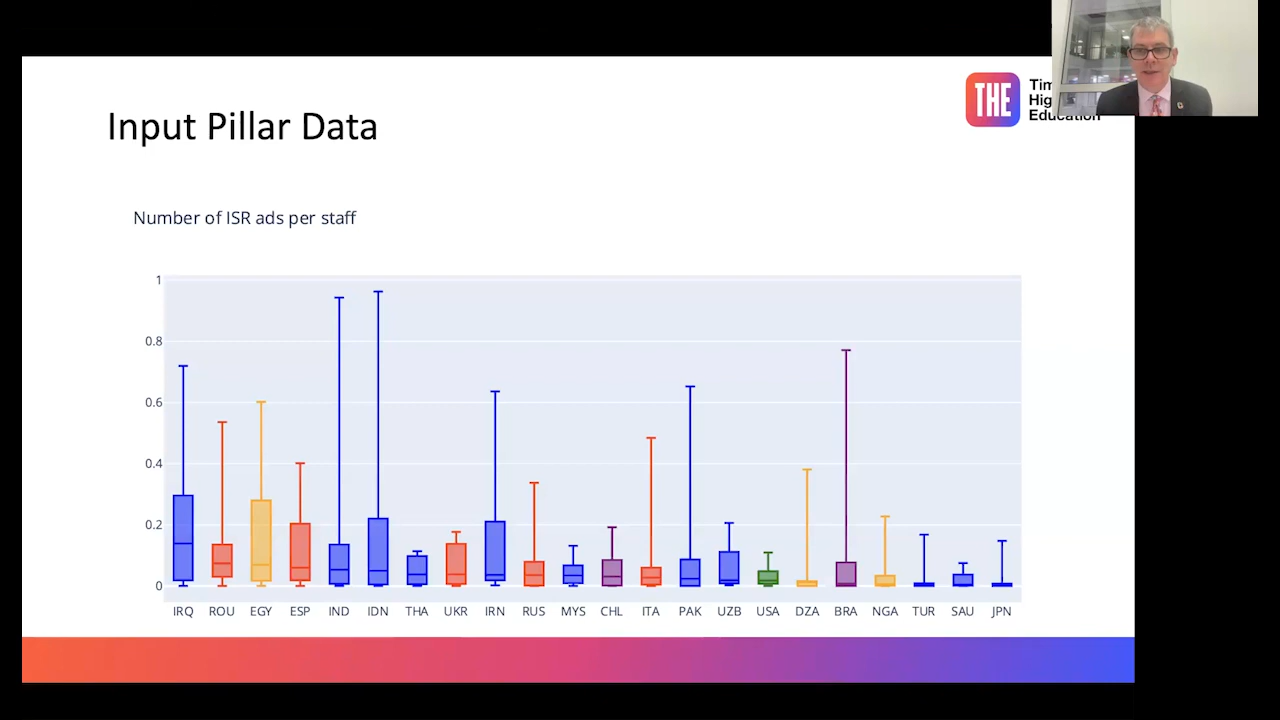 Input Pillar Data
THE
Tim
Hig
Education
Number of ISR ads per staff
1
0.8
0.6
0.4
0.2
0
IRQ ROU EGY ESP IND IDN THA UKR IRN RUS MYS CHL ITA PAK UZB USA DZA BRA NGA TUR SAU JPN